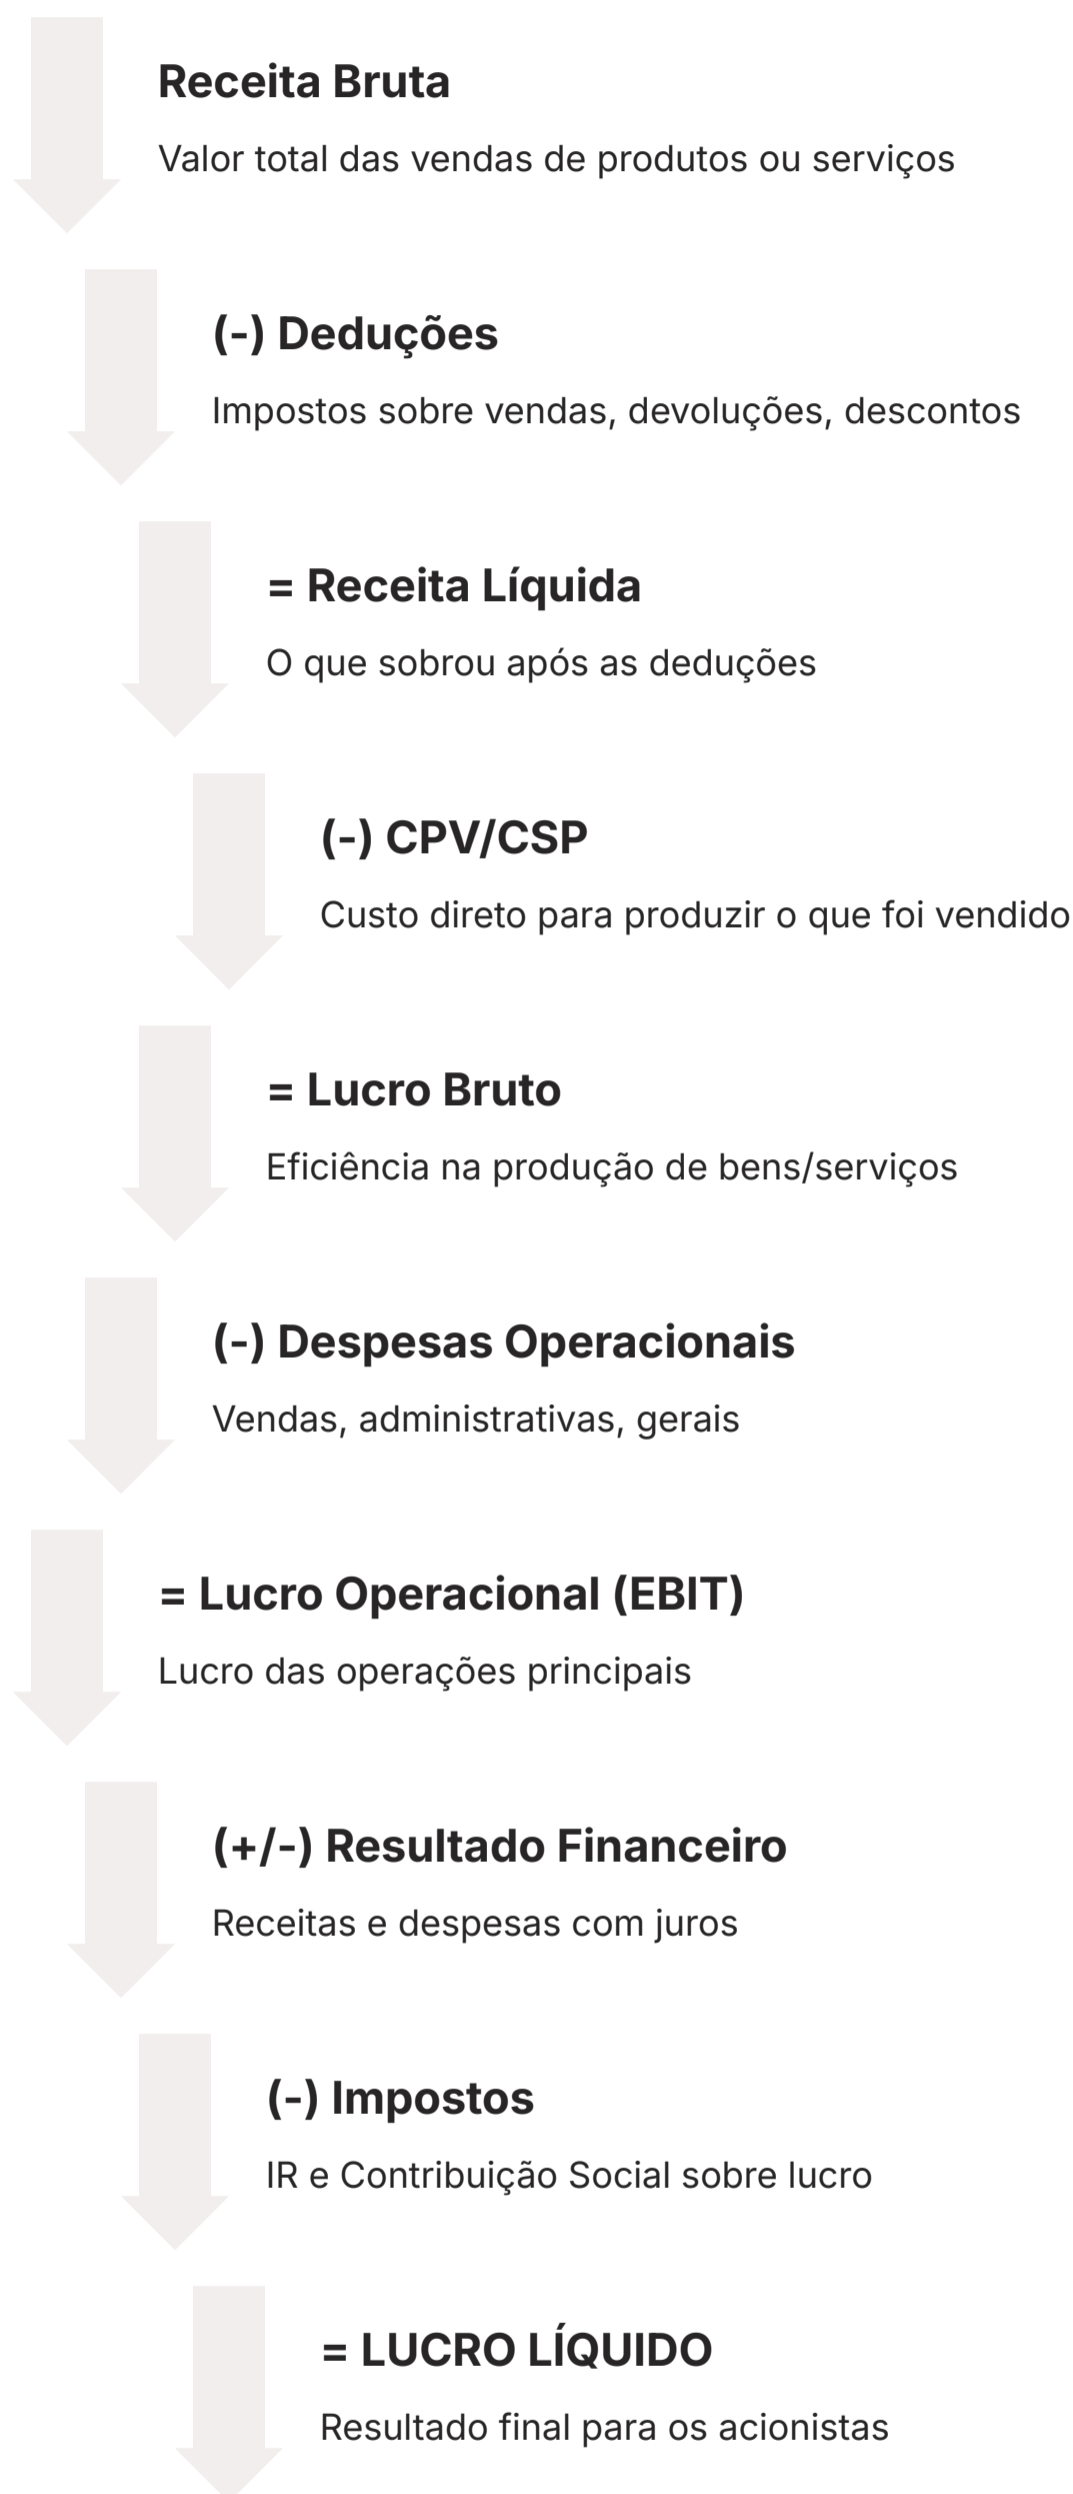 Receita Bruta
Valor total das vendas de produtos ou serviços
(-) Deduções
Impostos sobre vendas, devoluções, descontos
= Receita Líquida
O que sobrou após as deduções
(-) CPV/CSP
Custo direto para produzir o que foi vendido
= Lucro Bruto
Eficiência na produção de bens/serviços
(-) Despesas Operacionais
Vendas, administrativas, gerais
= Lucro Operacional (EBIT)
Lucro das operações principais
(+/-) Resultado Financeiro
Receitas e despesas com juros
(-) Impostos
IR e Contribuição Social sobre lucro
= LUCRO LÍQUIDO
Resultado final para os acionistas